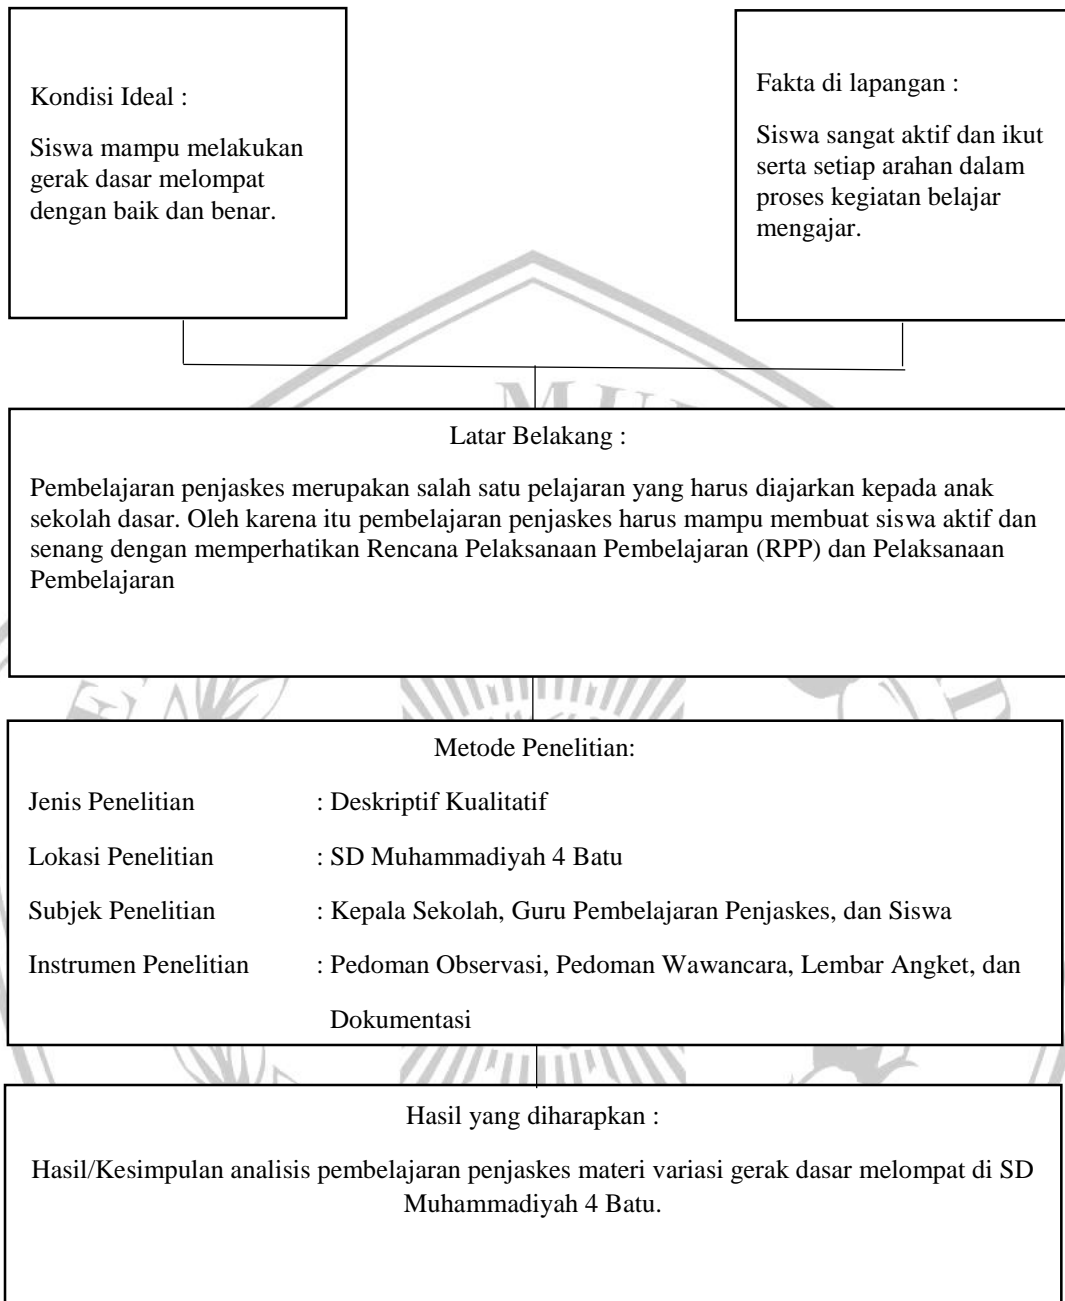 Kondisi Ideal :
Siswa mampu melakukan
gerak dasar melompat
dengan baik dan benar.
Fakta di lapangan :
Siswa sangat aktif dan ikut
serta setiap arahan dalam
proses kegiatan belajar
mengajar.
Latar Belakang :
Pembelajaran penjaskes merupakan salah satu pelajaran yang harus diajarkan kepada anak
sekolah dasar. Oleh karena itu pembelajaran penjaskes harus mampu membuat siswa aktif dan
senang dengan memperhatikan Rencana Pelaksanaan Pembelajaran (RPP) dan Pelaksanaan
Pembelajaran
Metode Penelitian:
Jenis Penelitian : Deskriptif Kualitatif
Lokasi Penelitian : SD Muhammadiyah 4 Batu
Subjek Penelitian : Kepala Sekolah, Guru Pembelajaran Penjaskes, dan Siswa
Instrumen Penelitian : Pedoman Observasi, Pedoman Wawancara, Lembar Angket, dan
Dokumentasi
Hasil yang diharapkan :
Hasil/Kesimpulan analisis pembelajaran penjaskes materi variasi gerak dasar melompat di SD
Muhammadiyah 4 Batu.